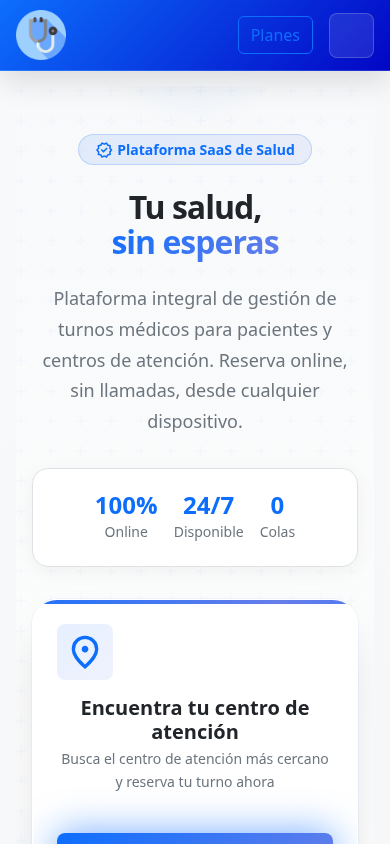 Planes
Plataforma SaaS de Salud
Tu salud,
sin esperas
Plataforma integral de gestión de
turnos médicos para pacientes y
centros de atención. Reserva online,
sin llamadas, desde cualquier
dispositivo.
100% 24/7 0
Online Disponible Colas
Encuentra tu centro de
atención
Busca el centro de atención más cercano
y reserva tu turno ahora